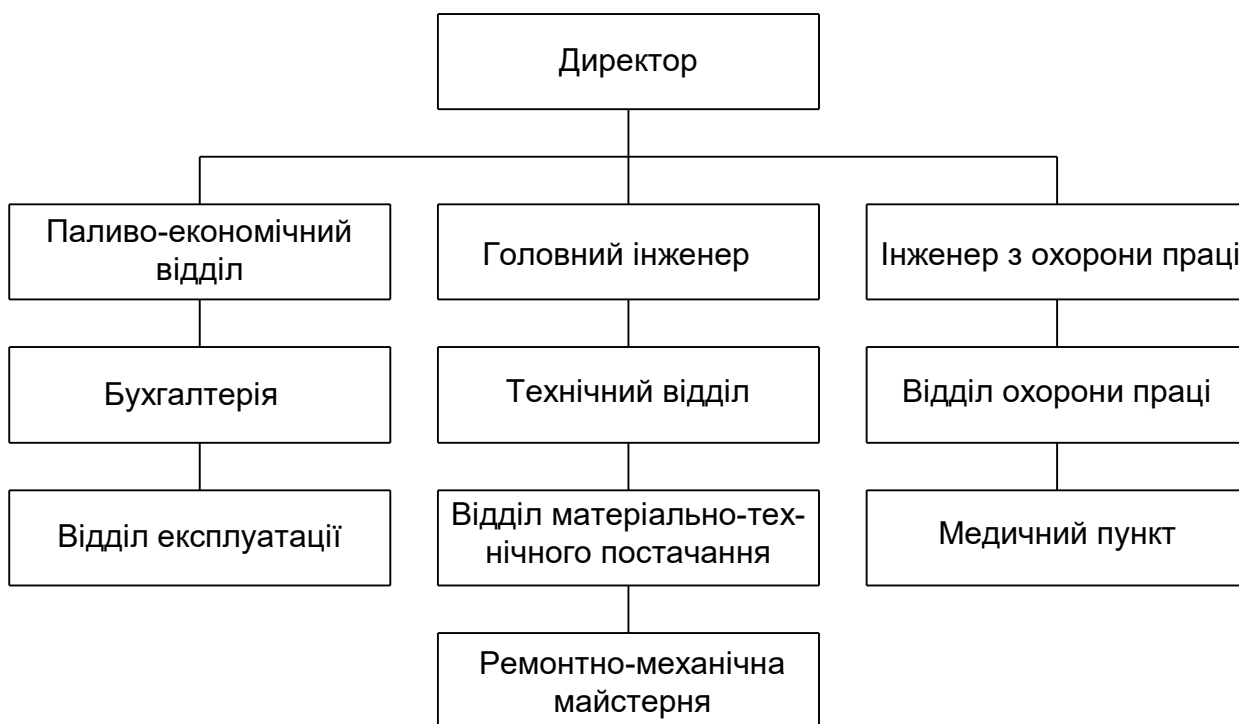 Директор
Паливо-економічний
відділ
Головний інженер
Інженер з охорони праці
Бухгалтерія
Технічний відділ
Відділ охорони праці
Відділ експлуатації
Відділ матеріально-тех-
нічного постачання
Медичний пункт
Ремонтно-механічна
майстерня